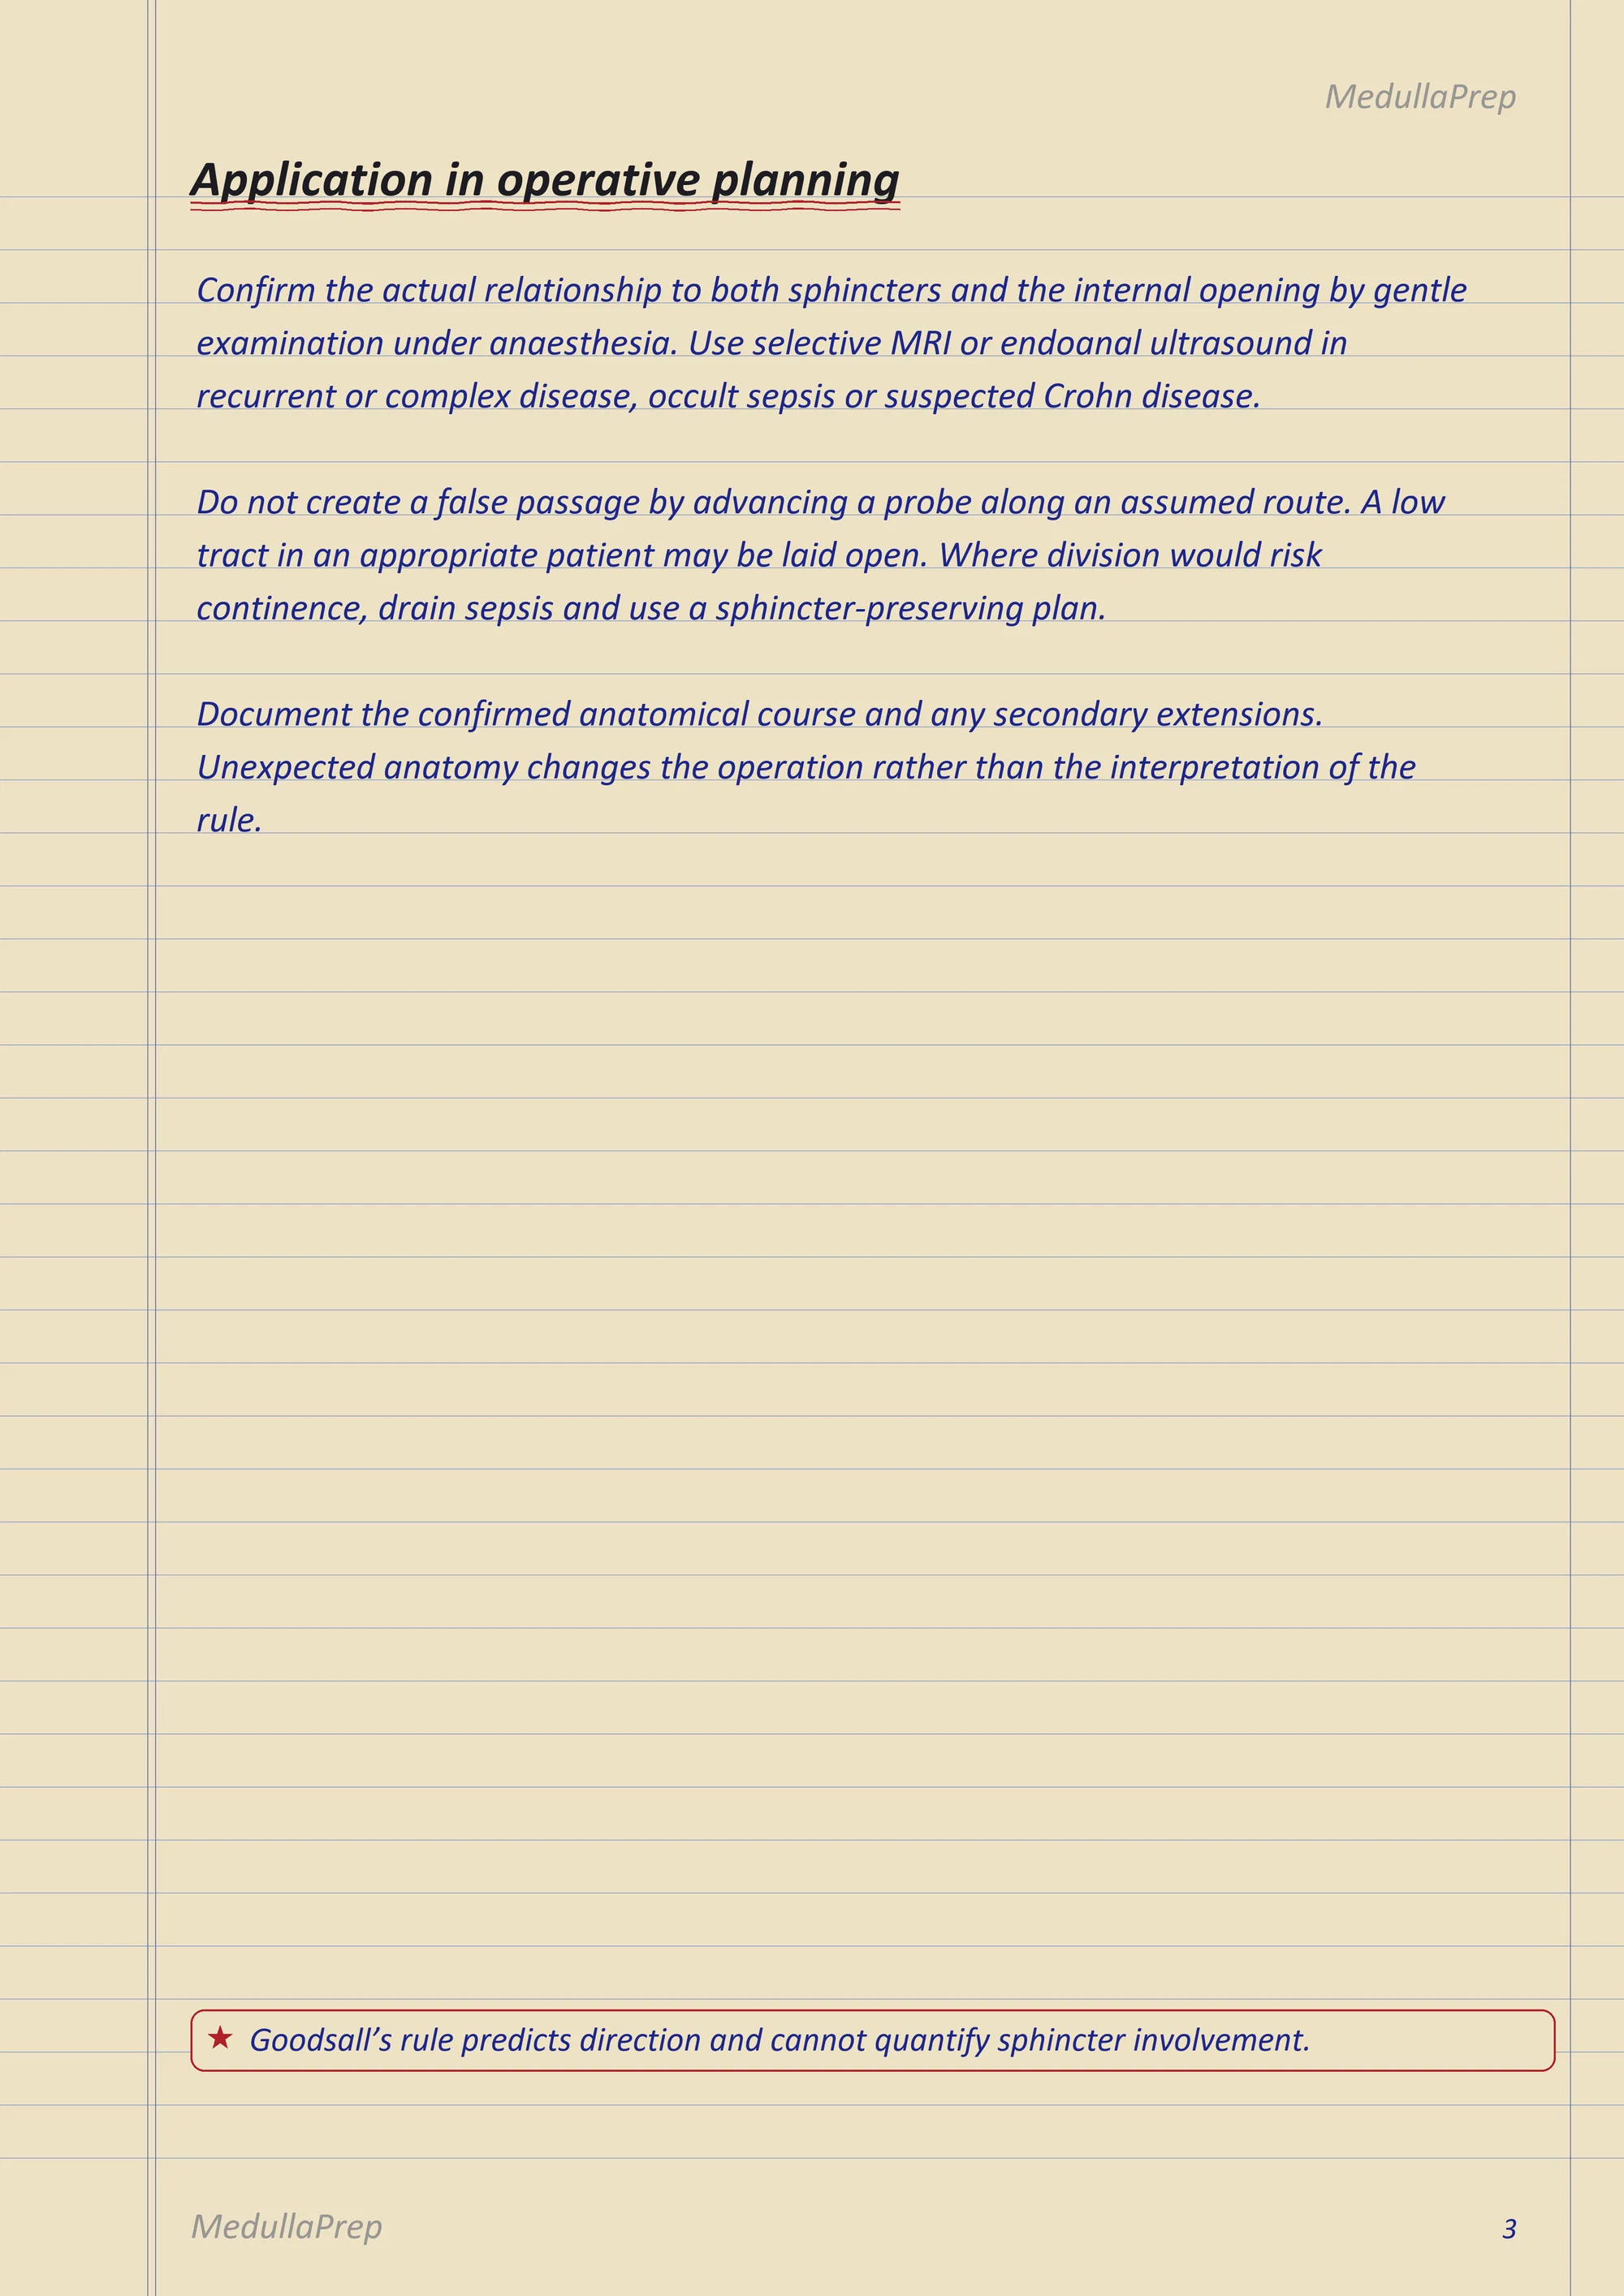 MedullaPrep
Application in operative planning
Confirm the actual relationship to both sphincters and the internal opening by gentle
examination under anaesthesia. Use selective MRI or endoanal ultrasound in
recurrent or complex disease, occult sepsis or suspected Crohn disease.
Do not create a false passage by advancing a probe along an assumed route. A low
tract in an appropriate patient may be laid open. Where division would risk
continence, drain sepsis and use a sphincter-preserving plan.
Document the confirmed anatomical course and any secondary extensions.
Unexpected anatomy changes the operation rather than the interpretation of the
rule.
★ Goodsall’s rule predicts direction and cannot quantify sphincter involvement.
MedullaPrep
3